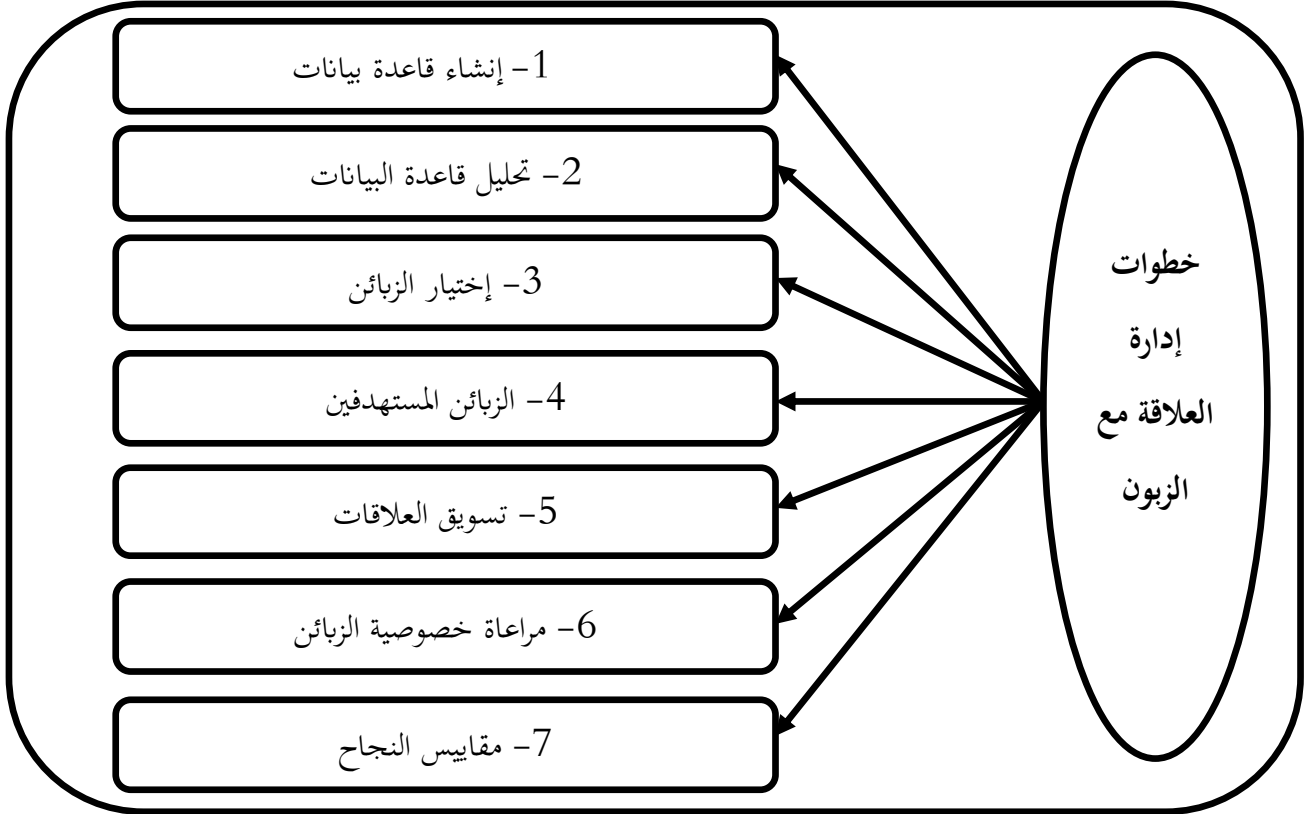 خطوات
إدارة
العلاقة مع
الزبون
1- إنشاء قاعدة بيانات
2- تحليل قاعدة البيانات
3- إختيار الزبائن
4- الزبائن المستهدفين
5- تسويق العلاقات
6- مراعاة خصوصية الزبائن
7- مقاييس النجاح